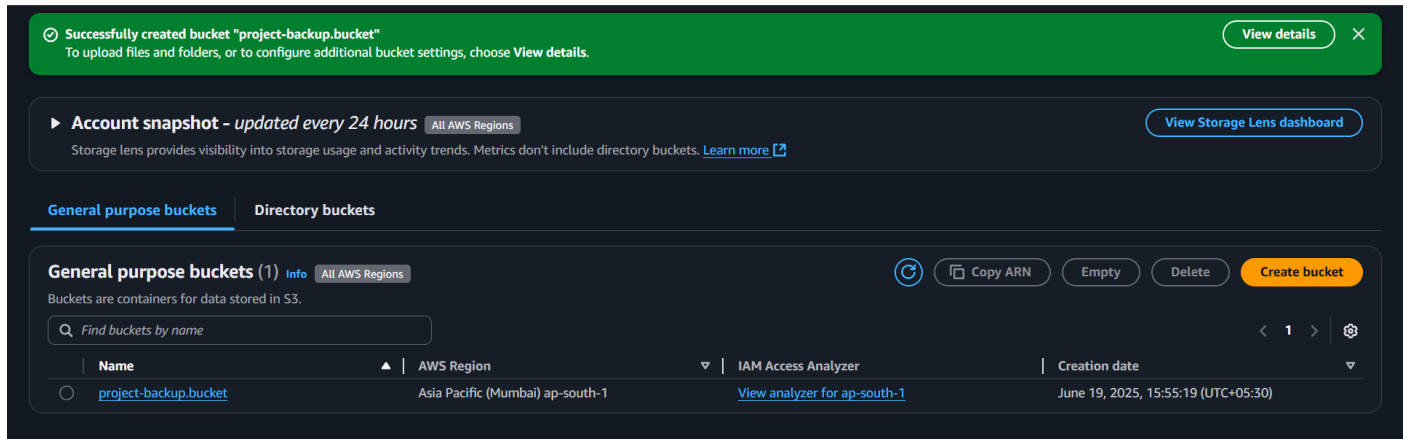 Successfully created bucket "project-backup.bucket"
To upload files and folders, or to configure additional bucket settings, choose View details.
View details
Account snapshot - updated every 24 hours All AWS Regions
View Storage Lens dashboard
Storage lens provides visibility into storage usage and activity trends. Metrics don't include directory buckets. Learn more
General purpose buckets Directory buckets
General purpose buckets (1) Info All AWS Regions
Copy ARN Empty Delete Create bucket
Buckets are containers for data stored in S3.
Find buckets by name
1
Name AWS Region IAM Access Analyzer Creation date
project-backup.bucket Asia Pacific (Mumbai) ap-south-1 View analyzer for ap-south-1 June 19, 2025, 15:55:19 (UTC+05:30)